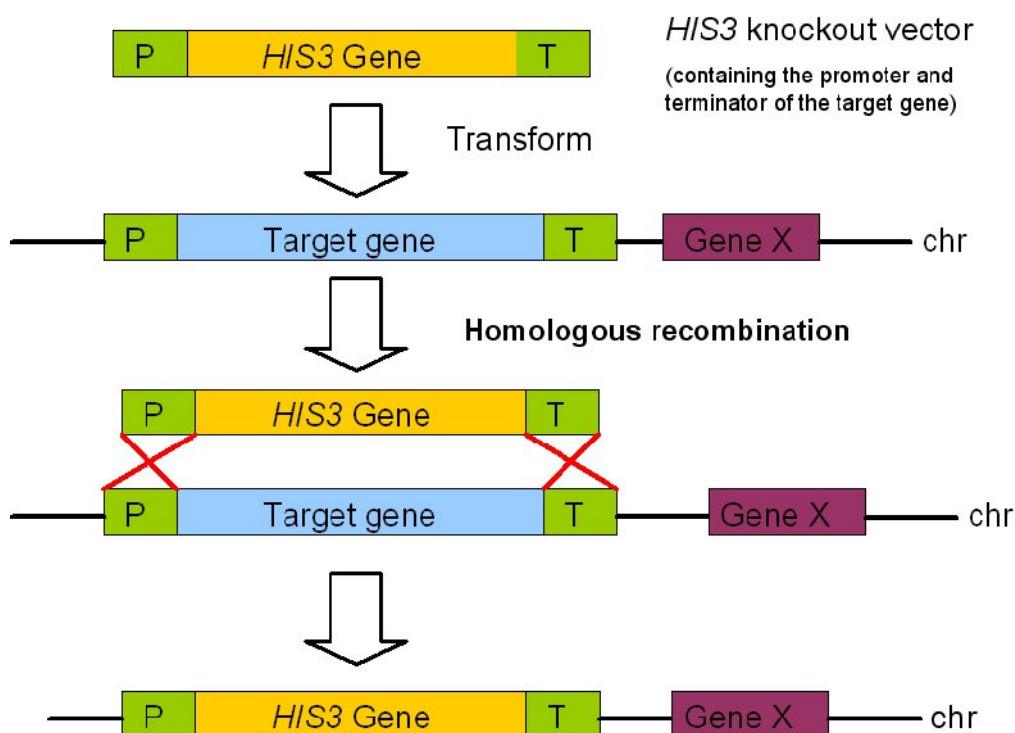 P HIS3 Gene T
HIS3 knockout vector
(containing the promoter and
terminator of the target gene)
Transform
P Target gene T Gene X chr
Homologous recombination
P HIS3 Gene T
P Target gene T Gene X chr
P HIS3 Gene T Gene X chr